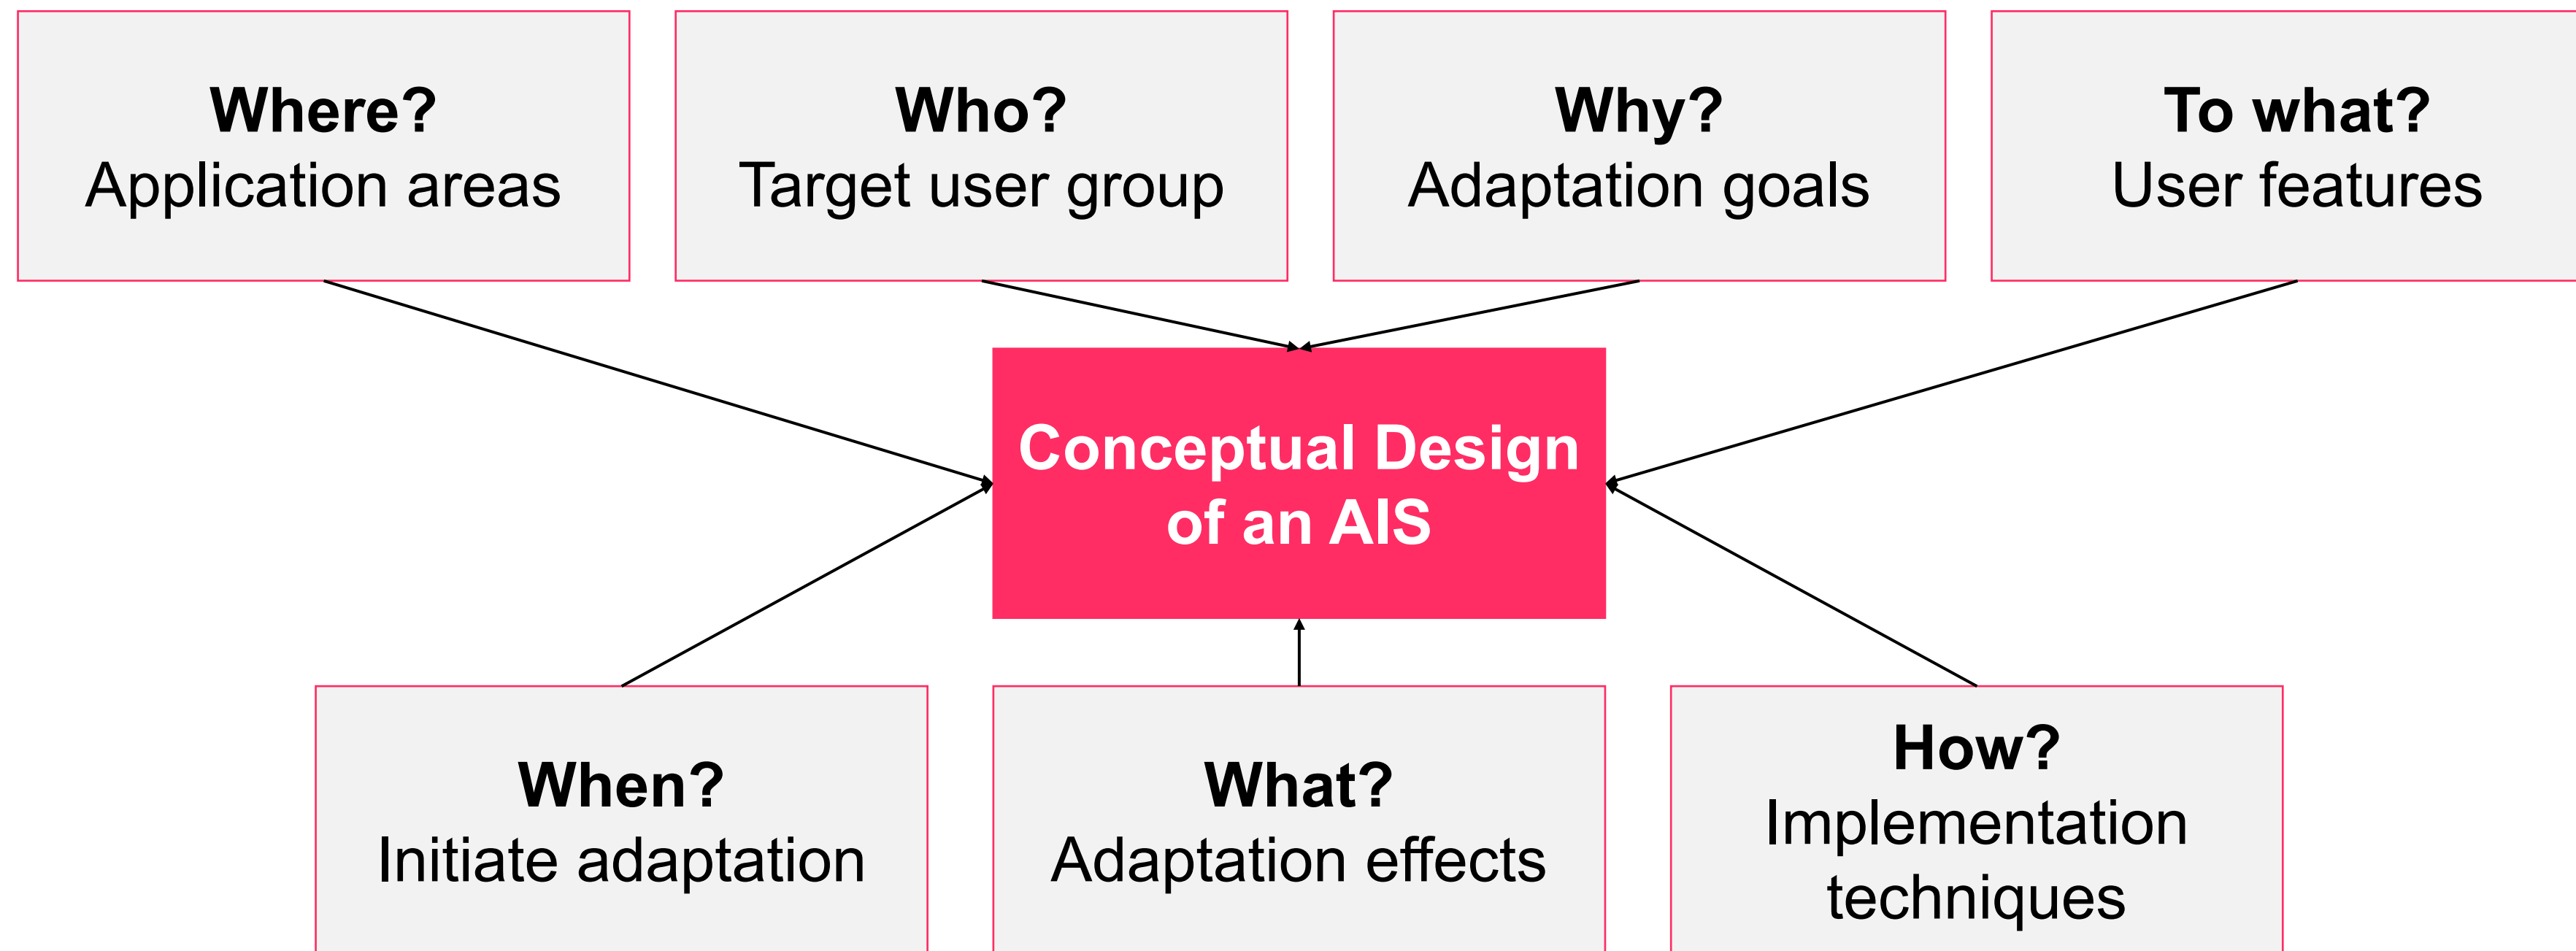 Where?
Application areas
Who?
Target user group
Why?
Adaptation goals
To what?
User features
Conceptual Design
of an AIS
When?
Initiate adaptation
What?
Adaptation effects
How?
Implementation
techniques